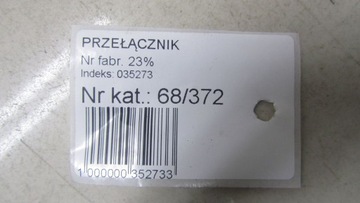 PRZEŁĄCZNIK
Nr fabr. 23%
Indeks: 035273
Nr kat.: 68/372
1 000000 352733